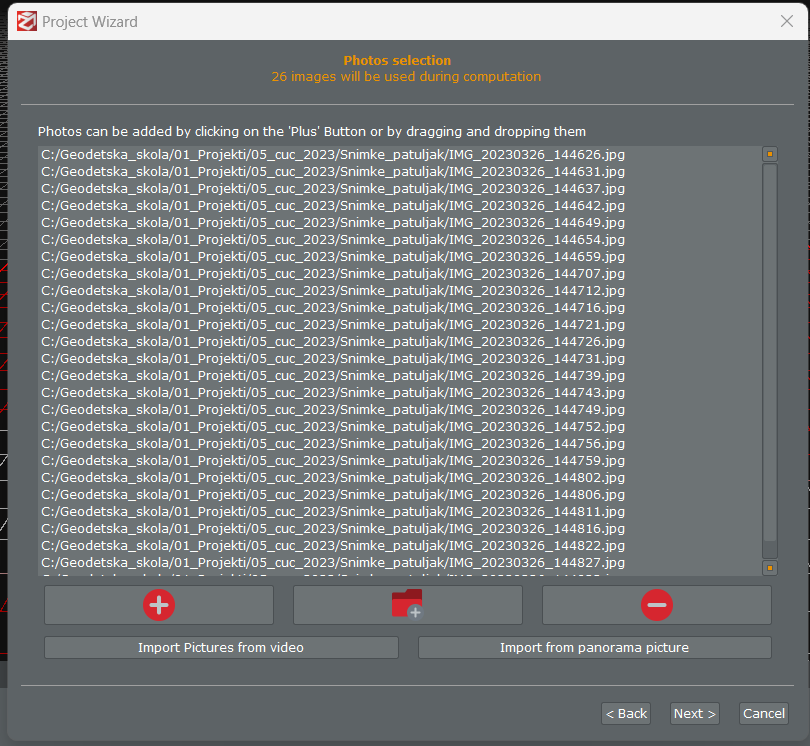 Project Wizard
Photos selection
26 images will be used during computation
Photos can be added by clicking on the 'Plus' Button or by dragging and dropping them
C:/Geodetska_skola/01_Projekti/05_cuc_2023/Snimke_patuljak/IMG_20230326_144626.jpg
C:/Geodetska_skola/01_Projekti/05_cuc_2023/Snimke_patuljak/IMG_20230326_144631.jpg
C:/Geodetska_skola/01_Projekti/05_cuc_2023/Snimke_patuljak/IMG_20230326_144637.jpg
C:/Geodetska_skola/01_Projekti/05_cuc_2023/Snimke_patuljak/IMG_20230326_144642.jpg
C:/Geodetska_skola/01_Projekti/05_cuc_2023/Snimke_patuljak/IMG_20230326_144649.jpg
C:/Geodetska_skola/01_Projekti/05_cuc_2023/Snimke_patuljak/IMG_20230326_144654.jpg
C:/Geodetska_skola/01_Projekti/05_cuc_2023/Snimke_patuljak/IMG_20230326_144659.jpg
C:/Geodetska_skola/01_Projekti/05_cuc_2023/Snimke_patuljak/IMG_20230326_144707.jpg
C:/Geodetska_skola/01_Projekti/05_cuc_2023/Snimke_patuljak/IMG_20230326_144712.jpg
C:/Geodetska_skola/01_Projekti/05_cuc_2023/Snimke_patuljak/IMG_20230326_144716.jpg
C:/Geodetska_skola/01_Projekti/05_cuc_2023/Snimke_patuljak/IMG_20230326_144721.jpg
C:/Geodetska_skola/01_Projekti/05_cuc_2023/Snimke_patuljak/IMG_20230326_144726.jpg
C:/Geodetska_skola/01_Projekti/05_cuc_2023/Snimke_patuljak/IMG_20230326_144731.jpg
C:/Geodetska_skola/01_Projekti/05_cuc_2023/Snimke_patuljak/IMG_20230326_144739.jpg
C:/Geodetska_skola/01_Projekti/05_cuc_2023/Snimke_patuljak/IMG_20230326_144743.jpg
C:/Geodetska_skola/01_Projekti/05_cuc_2023/Snimke_patuljak/IMG_20230326_144749.jpg
C:/Geodetska_skola/01_Projekti/05_cuc_2023/Snimke_patuljak/IMG_20230326_144752.jpg
C:/Geodetska_skola/01_Projekti/05_cuc_2023/Snimke_patuljak/IMG_20230326_144756.jpg
C:/Geodetska_skola/01_Projekti/05_cuc_2023/Snimke_patuljak/IMG_20230326_144759.jpg
C:/Geodetska_skola/01_Projekti/05_cuc_2023/Snimke_patuljak/IMG_20230326_144802.jpg
C:/Geodetska_skola/01_Projekti/05_cuc_2023/Snimke_patuljak/IMG_20230326_144806.jpg
C:/Geodetska_skola/01_Projekti/05_cuc_2023/Snimke_patuljak/IMG_20230326_144811.jpg
C:/Geodetska_skola/01_Projekti/05_cuc_2023/Snimke_patuljak/IMG_20230326_144816.jpg
C:/Geodetska_skola/01_Projekti/05_cuc_2023/Snimke_patuljak/IMG_20230326_144822.jpg
C:/Geodetska_skola/01_Projekti/05_cuc_2023/Snimke_patuljak/IMG_20230326_144827.jpg
Import Pictures from video
Import from panorama picture
< Back
Next >
Cancel